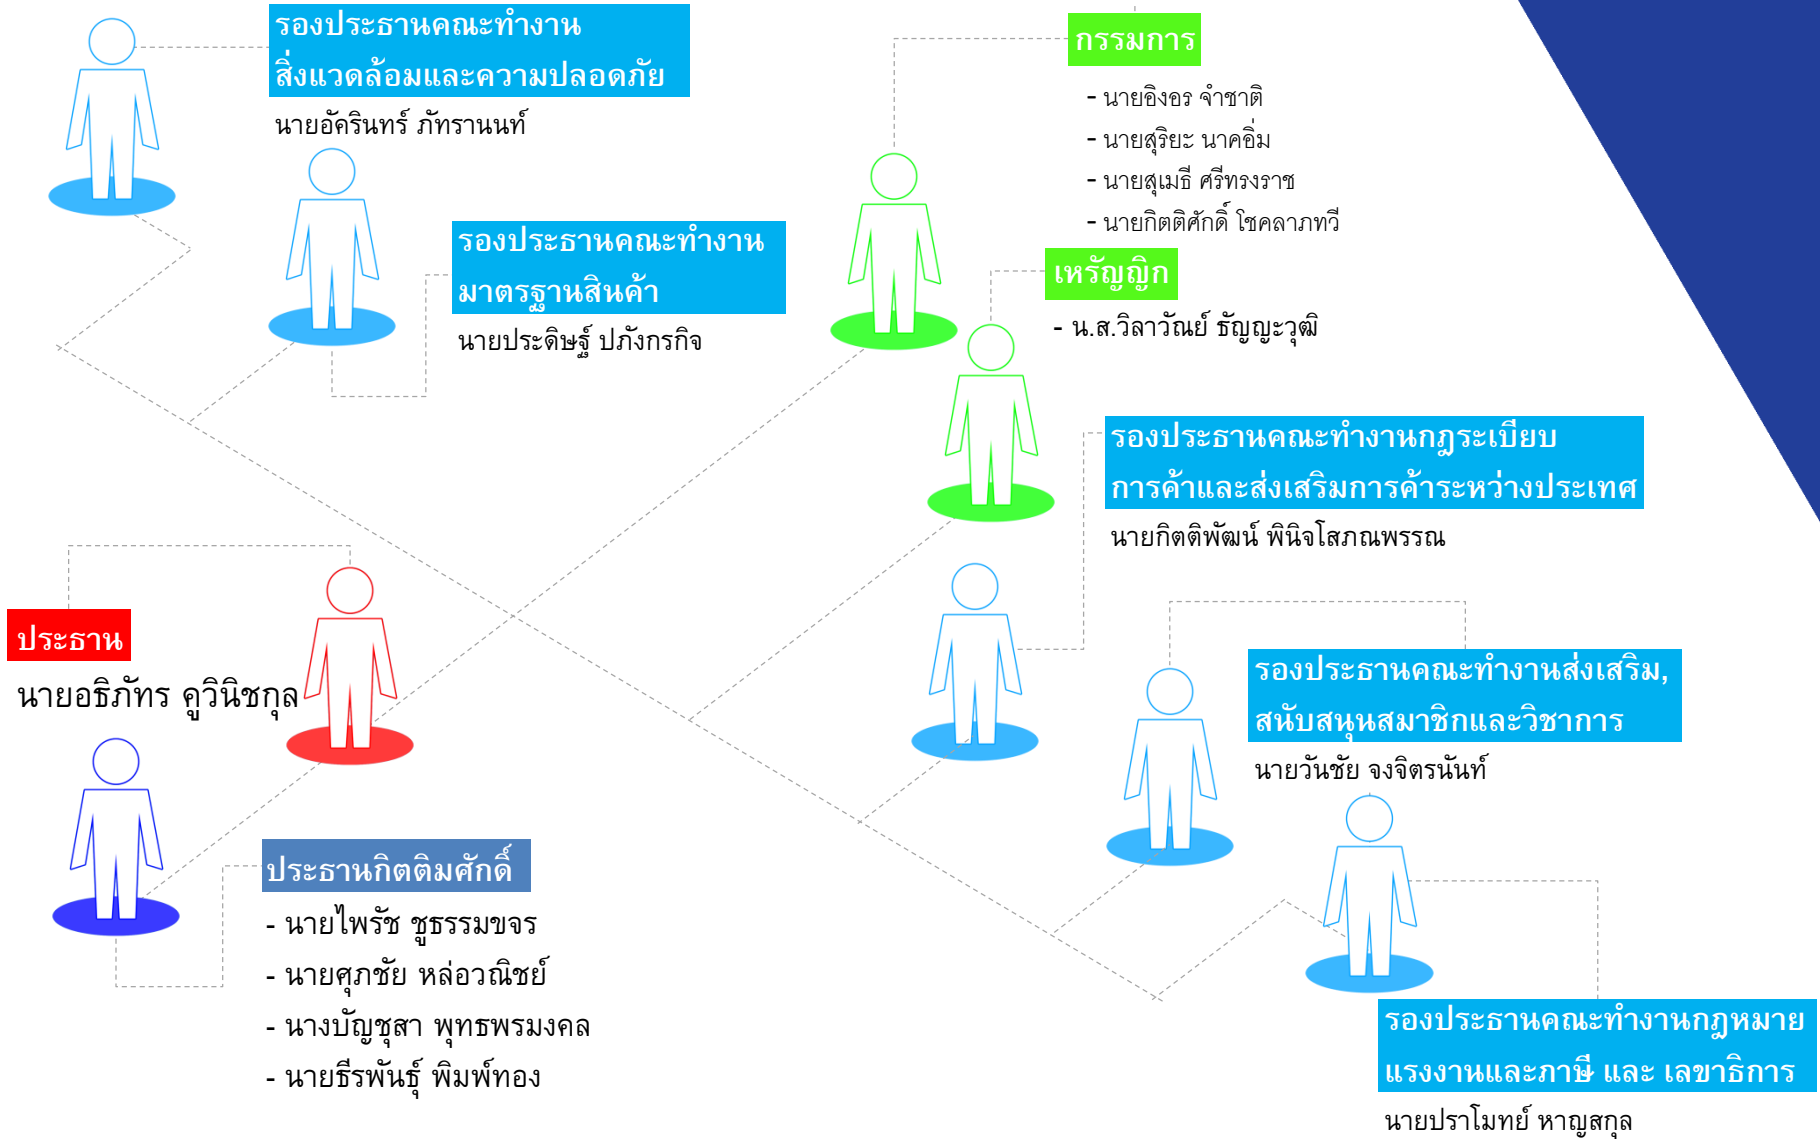 รองประธานคณะทำงาน
สิ่งแวดล้อมและความปลอดภัย
นายอัครินทร์ ภัทรานนท์
รองประธานคณะทำงาน
มาตรฐานสินค้า
นายประดิษฐ์ ปภังกรกิจ
กรรมการ
- นายอิงอร จำชาติ
- นายสุริยะ นาคอิ่ม
- นายสุเมธี ศรีทรงราช
- นายกิตติศักดิ์ โชคลาภทวี
เหรัญญิก
- น.ส.วิลาวัณย์ ธัญญะวุฒิ
รองประธานคณะทำงานกฎระเบียบ
การค้าและส่งเสริมการค้าระหว่างประเทศ
นายกิตติพัฒน์ พินิจโสภณพรรณ
ประธาน
นายอธิภัทร คูวินิชกุล
รองประธานคณะทำงานส่งเสริม,
สนับสนุนสมาชิกและวิชาการ
นายวันชัย จงจิตรนันท์
ประธานกิตติมศักดิ์
- นายไพรัช ชูธรรมขจร
- นายศุภชัย หล่อวณิชย์
- นางบัญชุสา พุทธพรมงคล
- นายธีรพันธุ์ พิมพ์ทอง
รองประธานคณะทำงานกฎหมาย
แรงงานและภาษี และ เลขาธิการ
นายปราโมทย์ หาญสกุล